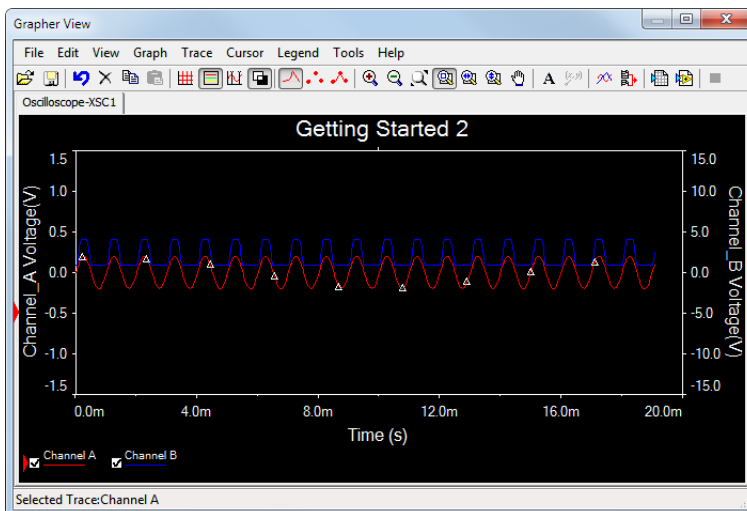 Grapher View
File Edit View Graph Trace Cursor Legend Tools Help
A (x,y)
Oscilloscope-XSC1
Getting Started 2
Channel_A Voltage(V)
1.5
1.0
0.5
0.0
-0.5
-1.0
-1.5
15.0
10.0
5.0
0.0
-5.0
-10.0
-15.0
Channel_B Voltage(V)
0.0m 4.0m 8.0m 12.0m 16.0m 20.0m
Time (s)
Channel A Channel B
Selected Trace:Channel A